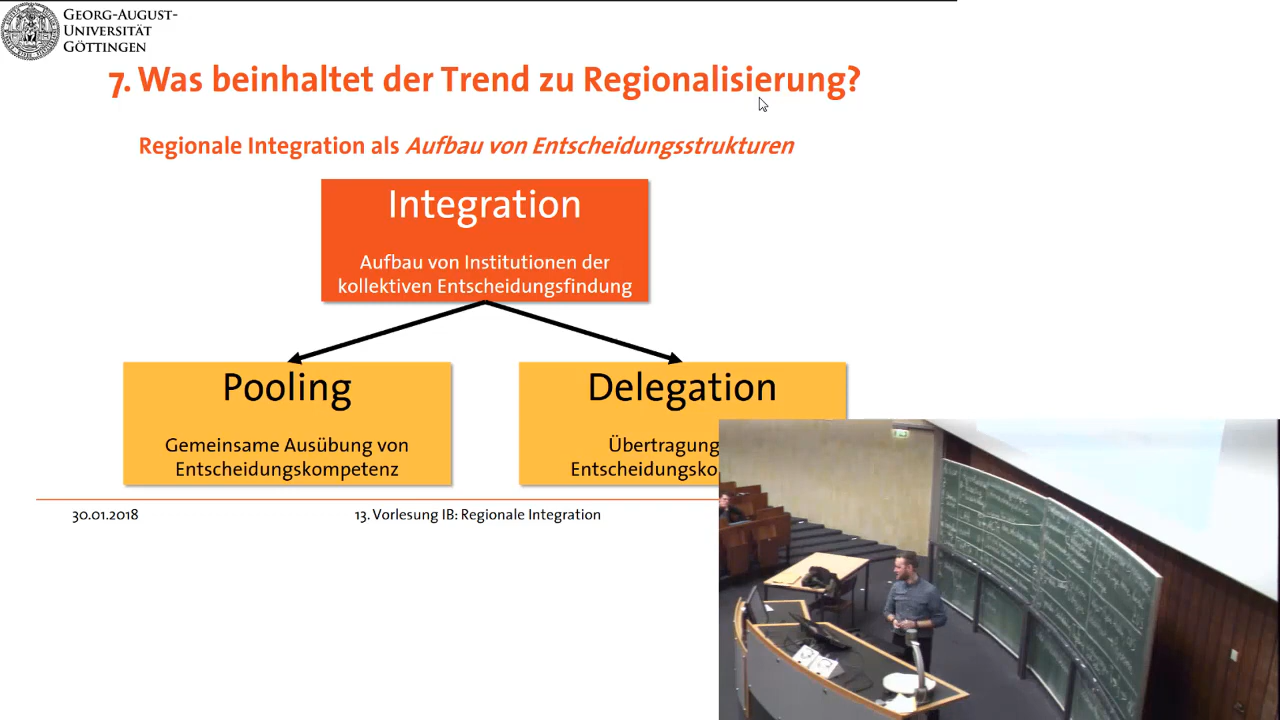 GEORG-AUGUST-
UNIVERSITÄT
GÖTTINGEN
7. Was beinhaltet der Trend zu Regionalisierung?
Regionale Integration als Aufbau von Entscheidungsstrukturen
Integration
Aufbau von Institutionen der
kollektiven Entscheidungsfindung
Pooling
Gemeinsame Ausübung von
Entscheidungskompetenz
Delegation
Übertragung
30.01.2018
13. Vorlesung IB: Regionale Integration